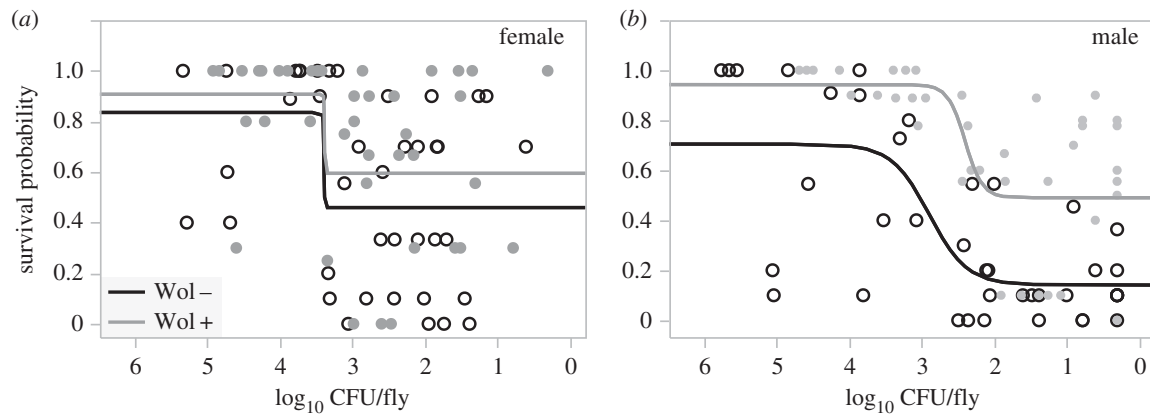 (a)
female
survival probability
1.0
0.8
0.6
0.4
0.2
0
Wol –
Wol +
6 5 4 3 2 1 0
log10 CFU/fly
(b)
male
1.0
0.8
0.6
0.4
0.2
0
6 5 4 3 2 1 0
log10 CFU/fly